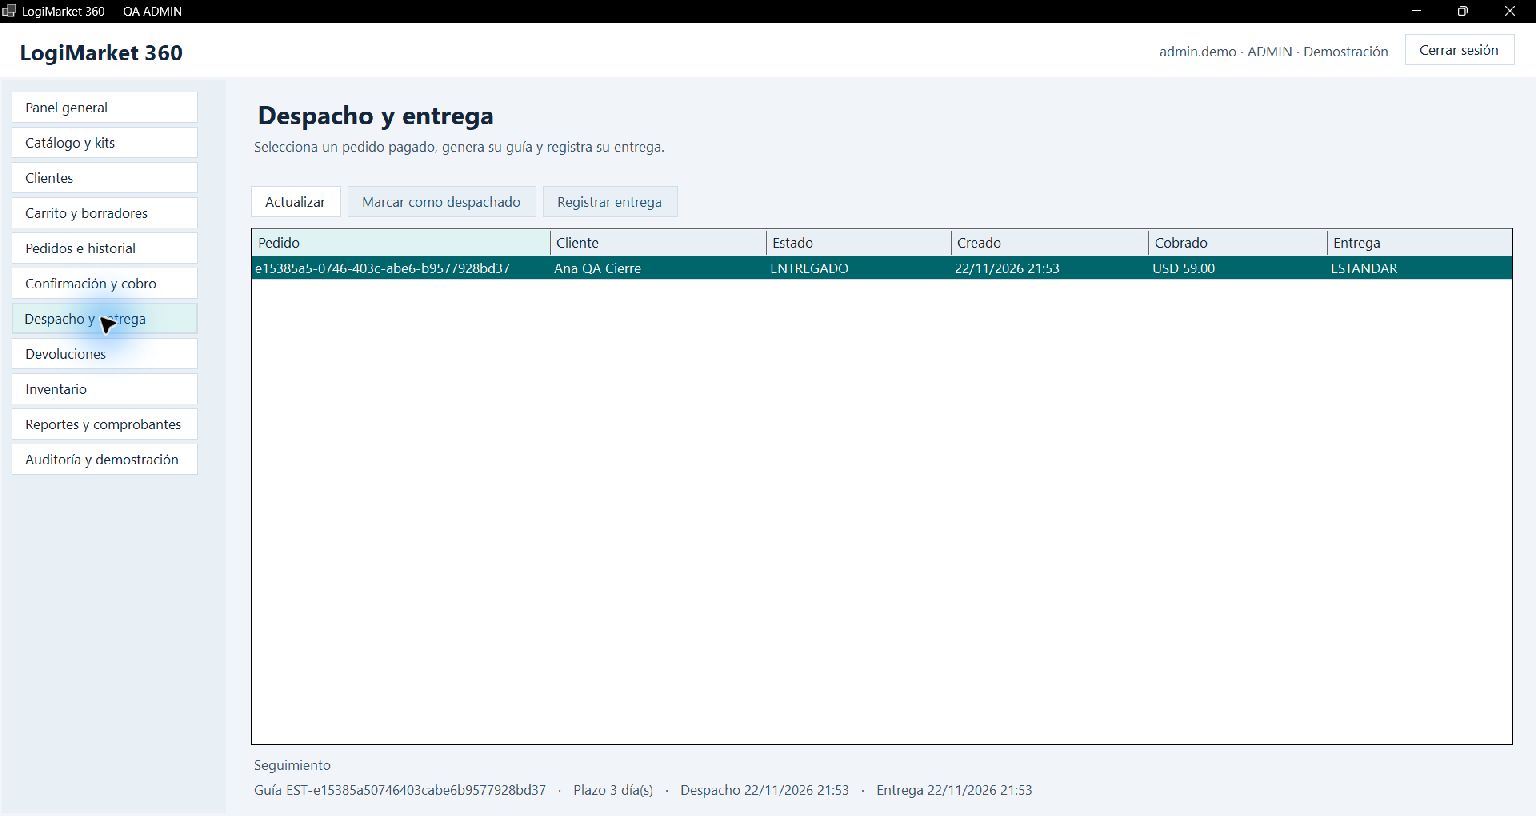 LogiMarket 360 QA ADMIN
LogiMarket 360
admin.demo · ADMIN · Demostración
Cerrar sesión
Panel general
Catálogo y kits
Clientes
Carrito y borradores
Pedidos e historial
Confirmación y cobro
Despacho y entrega
Devoluciones
Inventario
Reportes y comprobantes
Auditoría y demostración
Despacho y entrega
Selecciona un pedido pagado, genera su guía y registra su entrega.
Actualizar Marcar como despachado Registrar entrega
Pedido Cliente Estado Creado Cobrado Entrega
e15385a5-0746-403c-abe6-b9577928bd37 Ana QA Cierre ENTREGADO 22/11/2026 21:53 USD 59.00 ESTANDAR
Seguimiento
Guía EST-e15385a50746403cabe6b9577928bd37 · Plazo 3 día(s) · Despacho 22/11/2026 21:53 · Entrega 22/11/2026 21:53